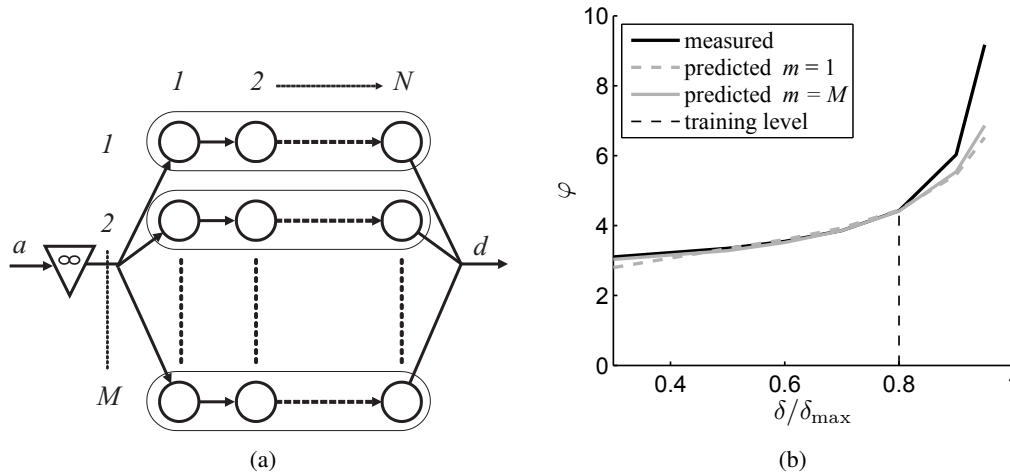 1 2 N
1
2
M
a
∞
d
(a)
10
8
6
4
2
0
φ
measured
predicted m = 1
predicted m = M
training level
0.4 0.6 0.8 1
δ/δmax
(b)